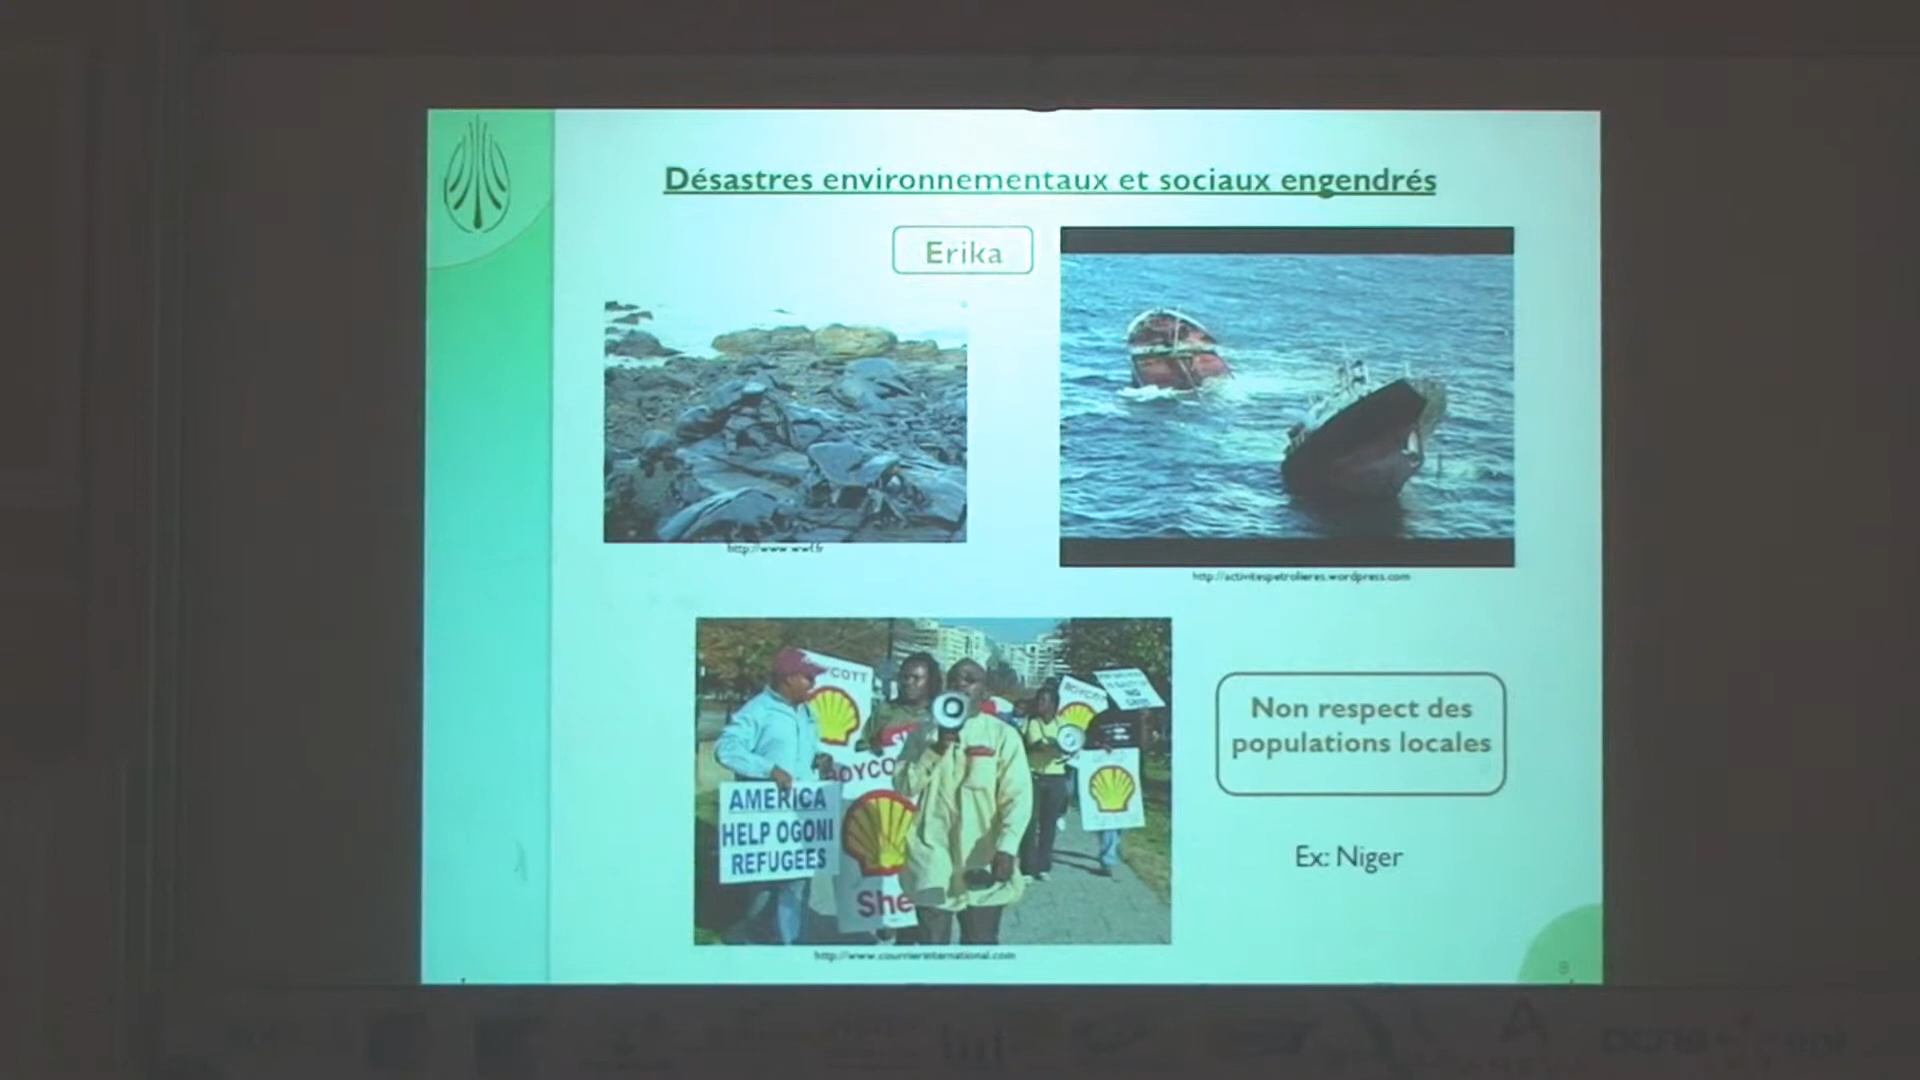 Désastres environnementaux et sociaux engendrés
Erika
http://www.wwf.fr
http://activitespetrolieres.wordpress.com
AMERICA
HELP OGONI
REFUGEES
She
Non respect des
populations locales
Ex: Niger
http://www.courrierinternational.com